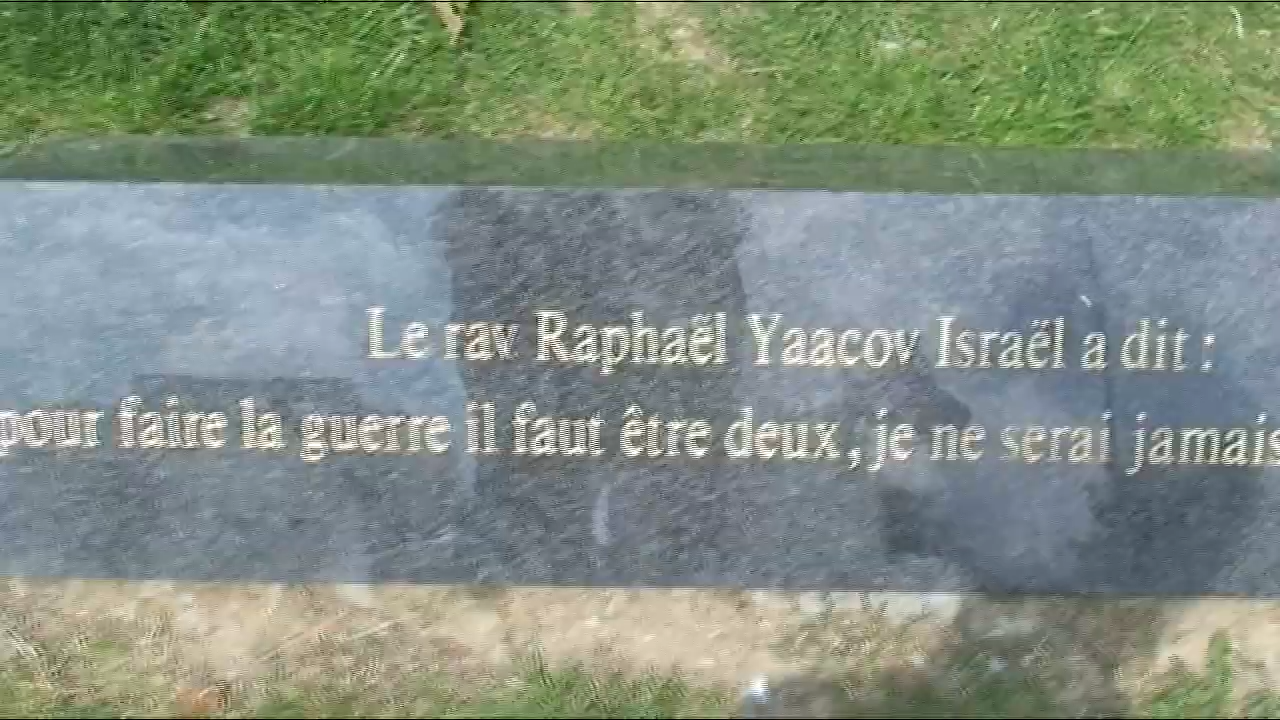 Le rav Raphaël Yaacov Israël a dit :
pour faire la guerre il faut être deux, je ne serai jamais